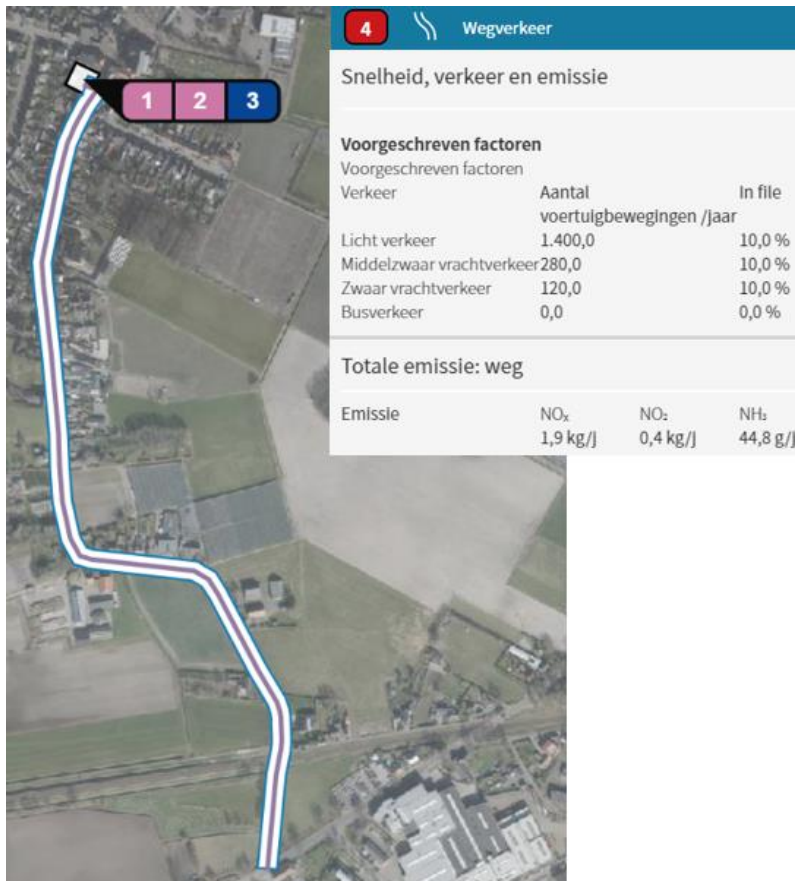 1 2 3
4 Wegverkeer
Snelheid, verkeer en emissie
Voorgeschreven factoren
Voorgeschreven factoren
Verkeer Aantal In file
voertuigbewegingen /jaar
Licht verkeer 1.400,0 10,0 %
Middelzwaar vrachtverkeer 280,0 10,0 %
Zwaar vrachtverkeer 120,0 10,0 %
Busverkeer 0,0 0,0 %
Totale emissie: weg
Emissie NOₓ NO₂ NH₃
1,9 kg/j 0,4 kg/j 44,8 g/j